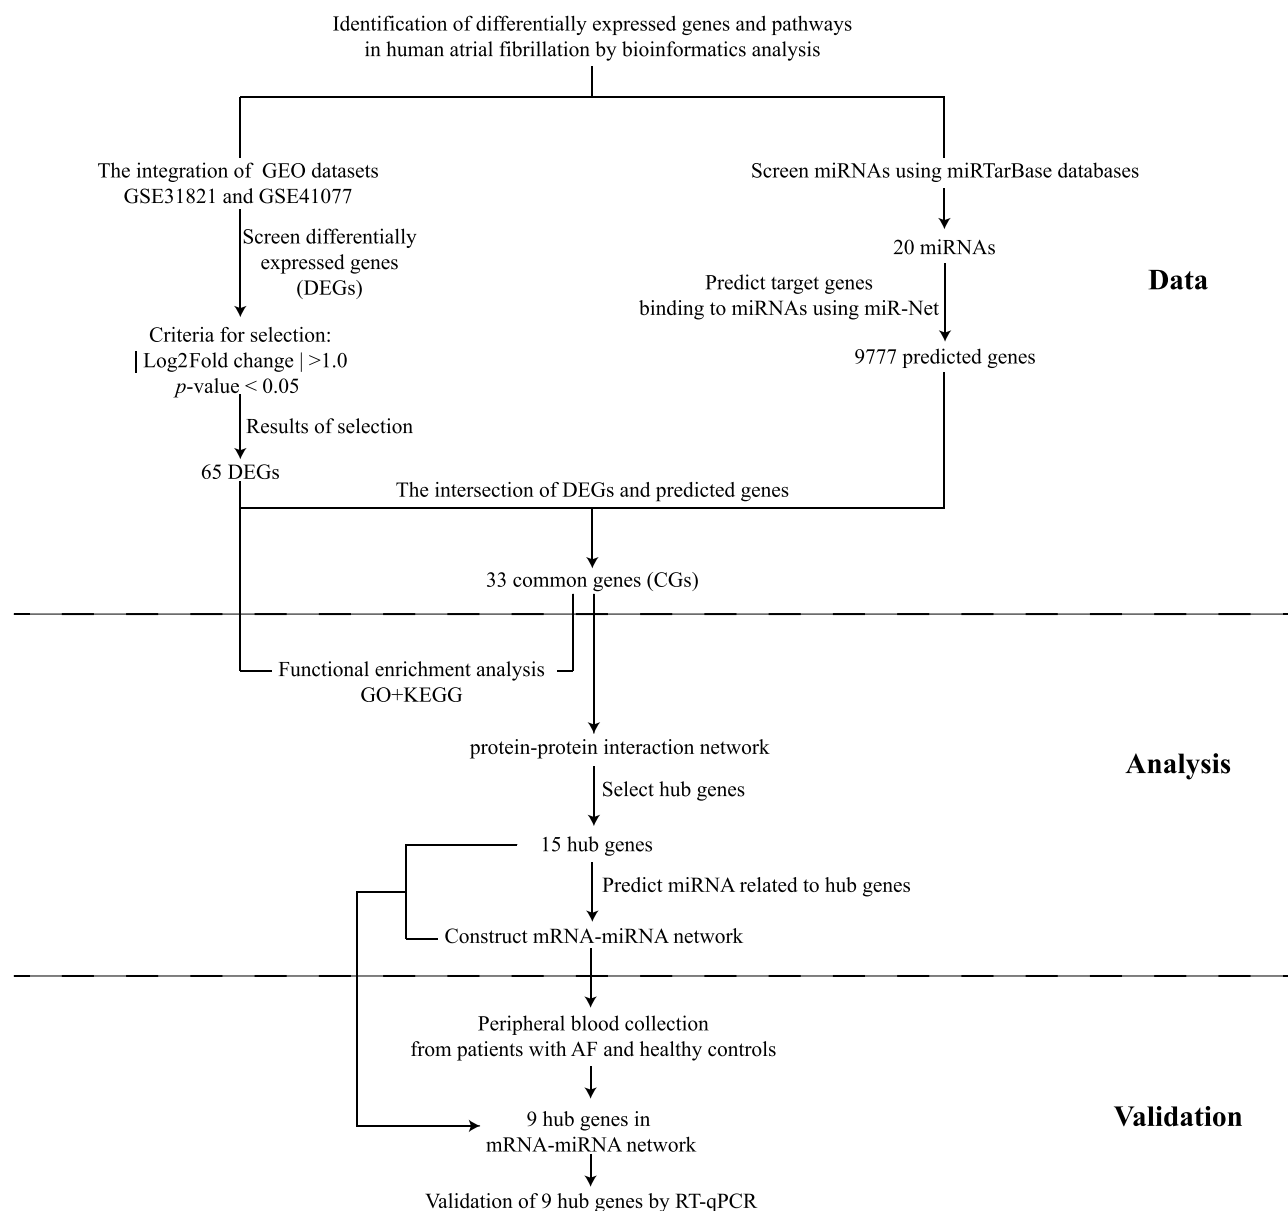 Identification of differentially expressed genes and pathways
in human atrial fibrillation by bioinformatics analysis
The integration of GEO datasets
GSE31821 and GSE41077
Screen miRNAs using miRTarBase databases
Screen differentially
expressed genes
(DEGs)
20 miRNAs
Predict target genes
binding to miRNAs using miR-Net
Data
Criteria for selection:
| Log2Fold change | >1.0
p-value < 0.05
9777 predicted genes
Results of selection
65 DEGs
The intersection of DEGs and predicted genes
33 common genes (CGs)
Functional enrichment analysis
GO+KEGG
protein-protein interaction network
Analysis
Select hub genes
15 hub genes
Predict miRNA related to hub genes
Construct mRNA-miRNA network
Peripheral blood collection
from patients with AF and healthy controls
9 hub genes in
mRNA-miRNA network
Validation
Validation of 9 hub genes by RT-qPCR